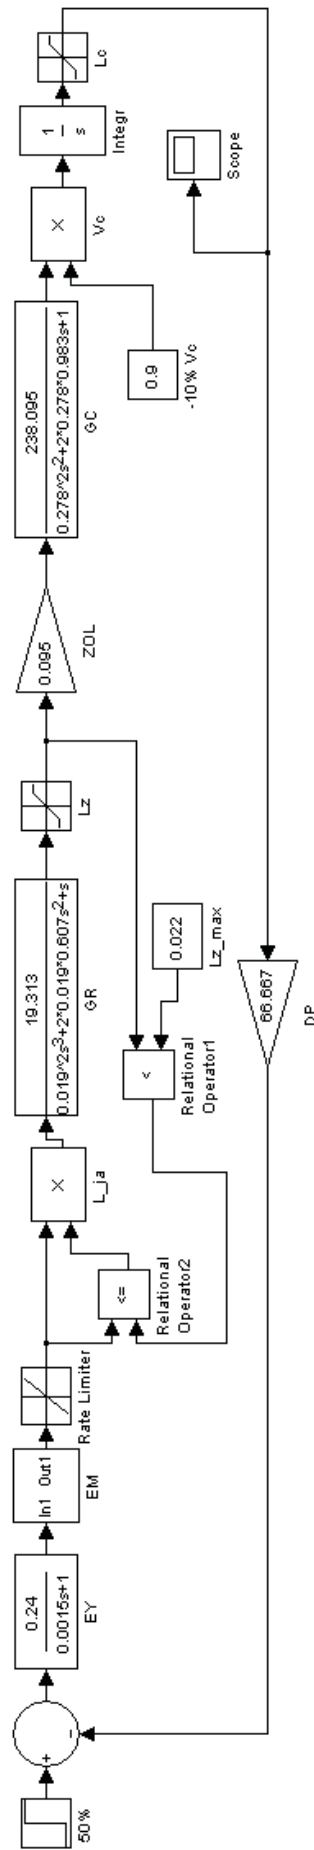 50%
+
-
0.24
0.0015s+1
EY
In1 Out1
EM
Rate Limiter
<=
Relational
Operator2
×
L_ja
19.313
0.019^2s^3+2*0.019*0.607s^2+s
GR
<
Relational
Operator1
0.022
Lz_max
Lz
0.095
ZOL
238.095
0.278^2s^2+2*0.278*0.983s+1
GC
0.9
-10% Vc
×
Vc
1
s
Integr
Lc
Scope
66.667
DP